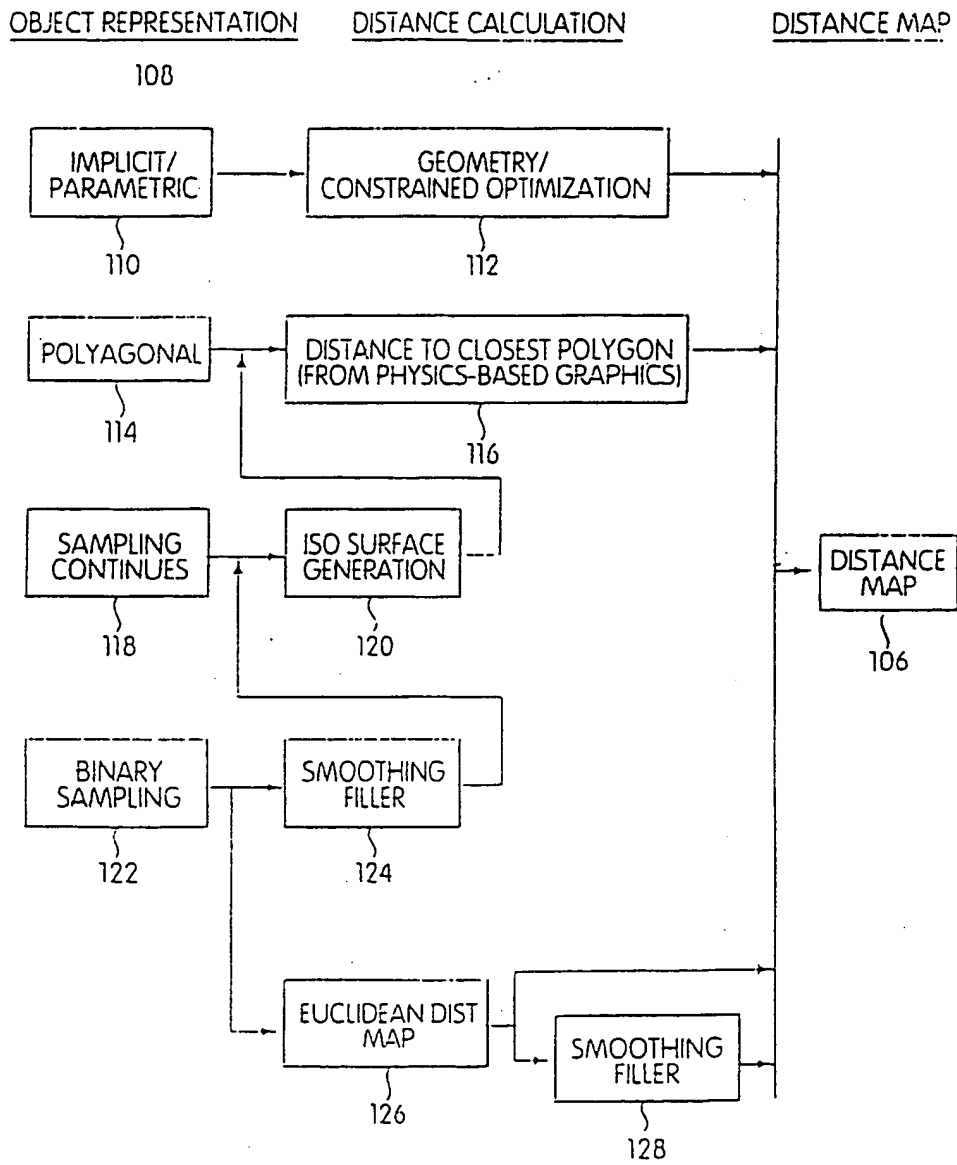 OBJECT REPRESENTATION
DISTANCE CALCULATION
DISTANCE MAP
108
IMPLICIT/
PARAMETRIC
110
GEOMETRY/
CONSTRAINED OPTIMIZATION
112
POLYAGONAL
114
DISTANCE TO CLOSEST POLYGON
(FROM PHYSICS-BASED GRAPHICS)
116
SAMPLING
CONTINUES
118
ISO SURFACE
GENERATION
120
DISTANCE
MAP
106
BINARY
SAMPLING
122
SMOOTHING
FILLER
124
EUCLIDEAN DIST
MAP
126
SMOOTHING
FILLER
128